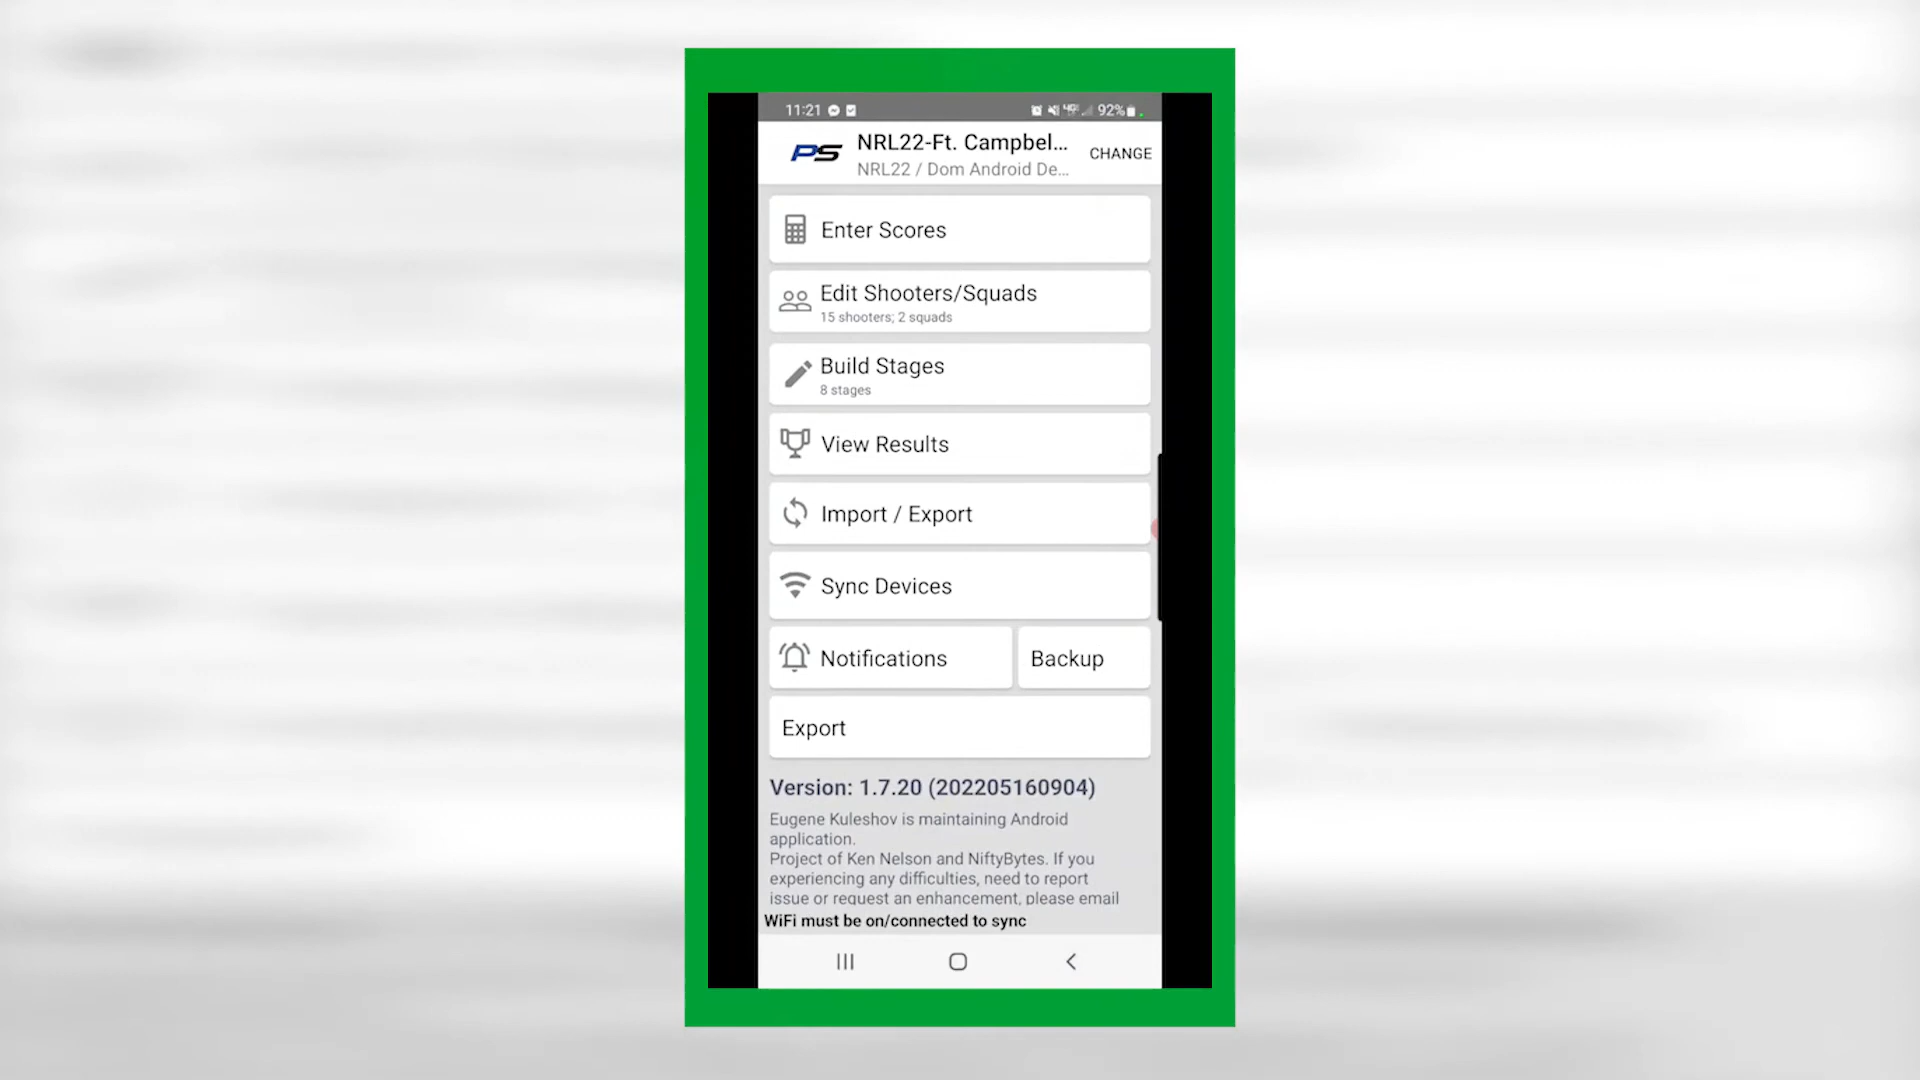 11:21
92%
PS
NRL22-Ft. Campbel...
NRL22 / Dom Android De...
CHANGE
Enter Scores
Edit Shooters/Squads
15 shooters; 2 squads
Build Stages
8 stages
View Results
Import / Export
Sync Devices
Notifications
Backup
Export
Version: 1.7.20 (202205160904)
Eugene Kuleshov is maintaining Android
application.
Project of Ken Nelson and NiftyBytes. If you
experiencing any difficulties, need to report
issue or request an enhancement, please email
WiFi must be on/connected to sync